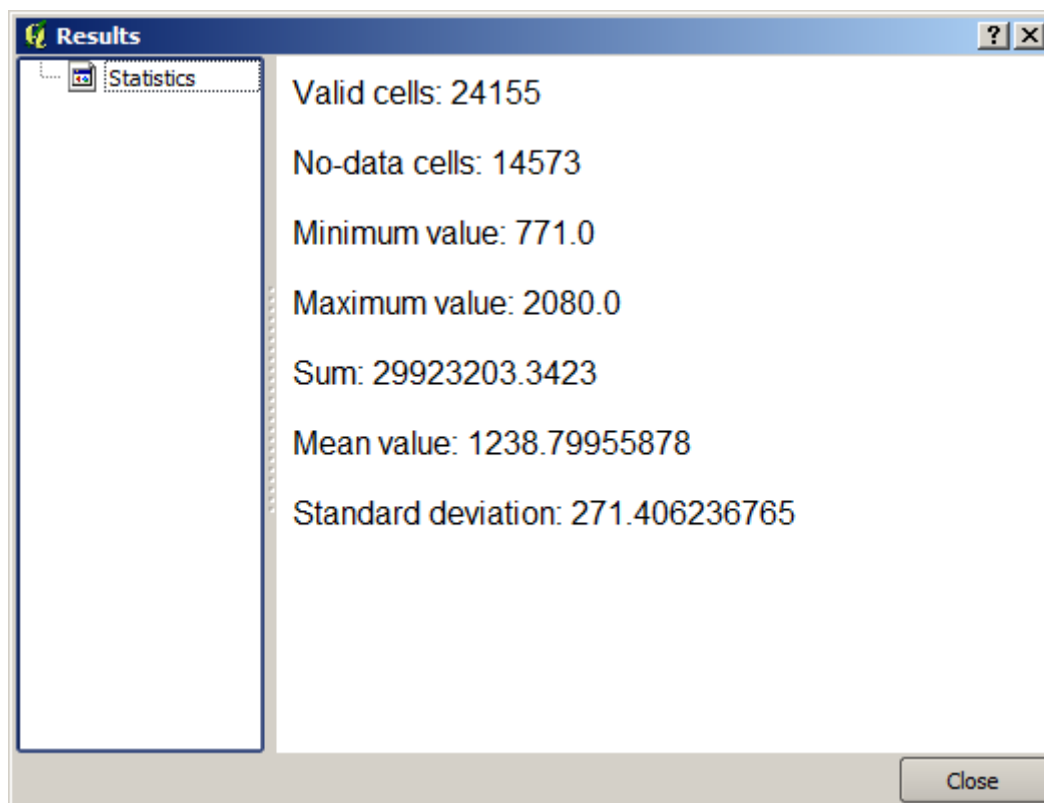 Results
Statistics
Valid cells: 24155
No-data cells: 14573
Minimum value: 771.0
Maximum value: 2080.0
Sum: 29923203.3423
Mean value: 1238.79955878
Standard deviation: 271.406236765
Close